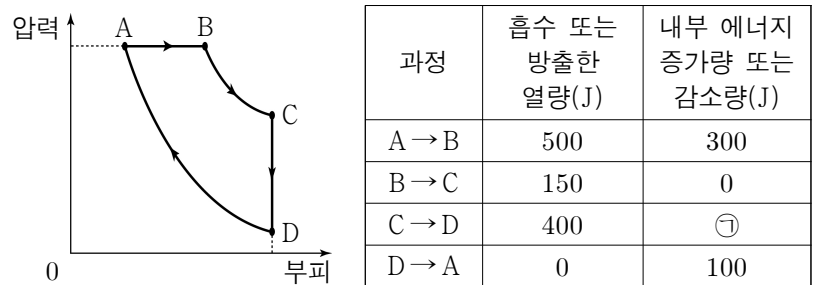 압력
A
B
C
D
0
부피
과정
흡수 또는
방출한
열량(J)
내부 에너지
증가량 또는
감소량(J)
A→B 500 300
B→C 150 0
C→D 400 ㉠
D→A 0 100